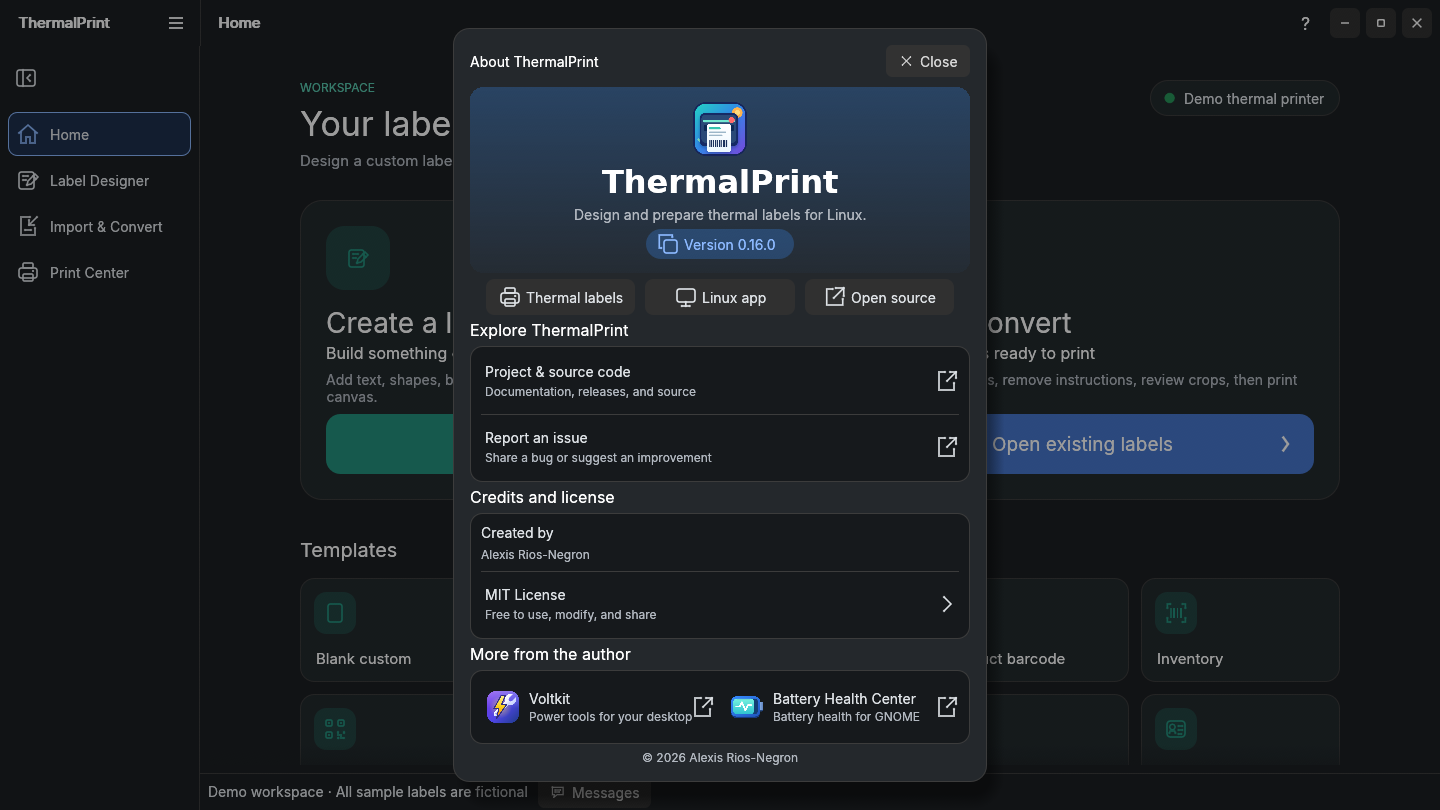 ThermalPrint
Home
?
Home
Label Designer
Import & Convert
Print Center
WORKSPACE
Your labe
Design a custom labe
Demo thermal printer
Create a l
Build something
Add text, shapes, b
canvas.
onvert
s ready to print
s, remove instructions, review crops, then print
Open existing labels
Templates
Blank custom
ct barcode
Inventory
Demo workspace · All sample labels are fictional
Messages
About ThermalPrint
Close
ThermalPrint
Design and prepare thermal labels for Linux.
Version 0.16.0
Thermal labels
Linux app
Open source
Explore ThermalPrint
Project & source code
Documentation, releases, and source
Report an issue
Share a bug or suggest an improvement
Credits and license
Created by
Alexis Rios-Negron
MIT License
Free to use, modify, and share
More from the author
Voltkit
Power tools for your desktop
Battery Health Center
Battery health for GNOME
© 2026 Alexis Rios-Negron